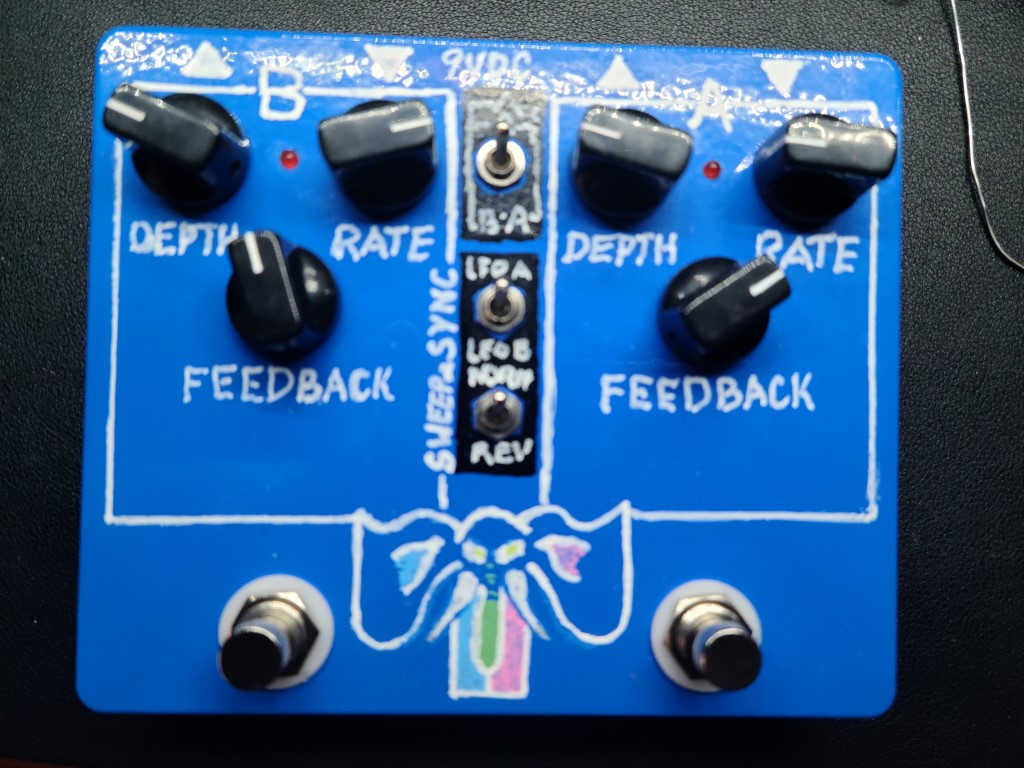 9VDC
B
A
B·A
DEPTH
RATE
DEPTH
RATE
LFO A
LFO B
SWEEP SYNC
NORM
REV
FEEDBACK
FEEDBACK